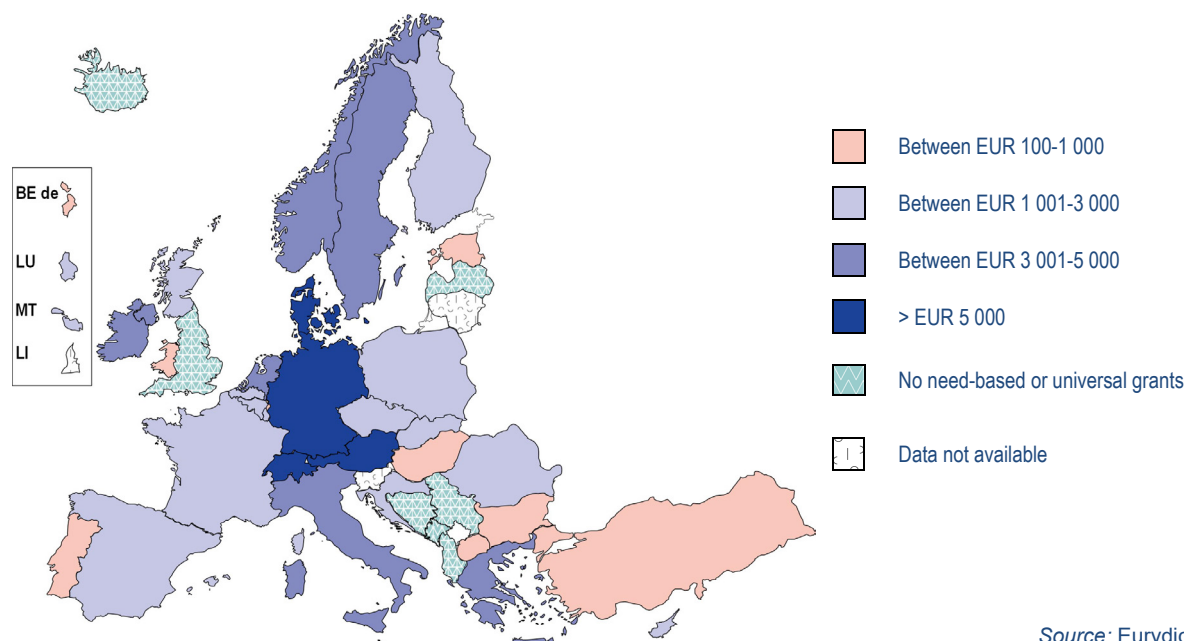 BE de
LU
MT
LI
Between EUR 100-1 000
Between EUR 1 001-3 000
Between EUR 3 001-5 000
> EUR 5 000
No need-based or universal grants
Data not available
Source: Eurydic